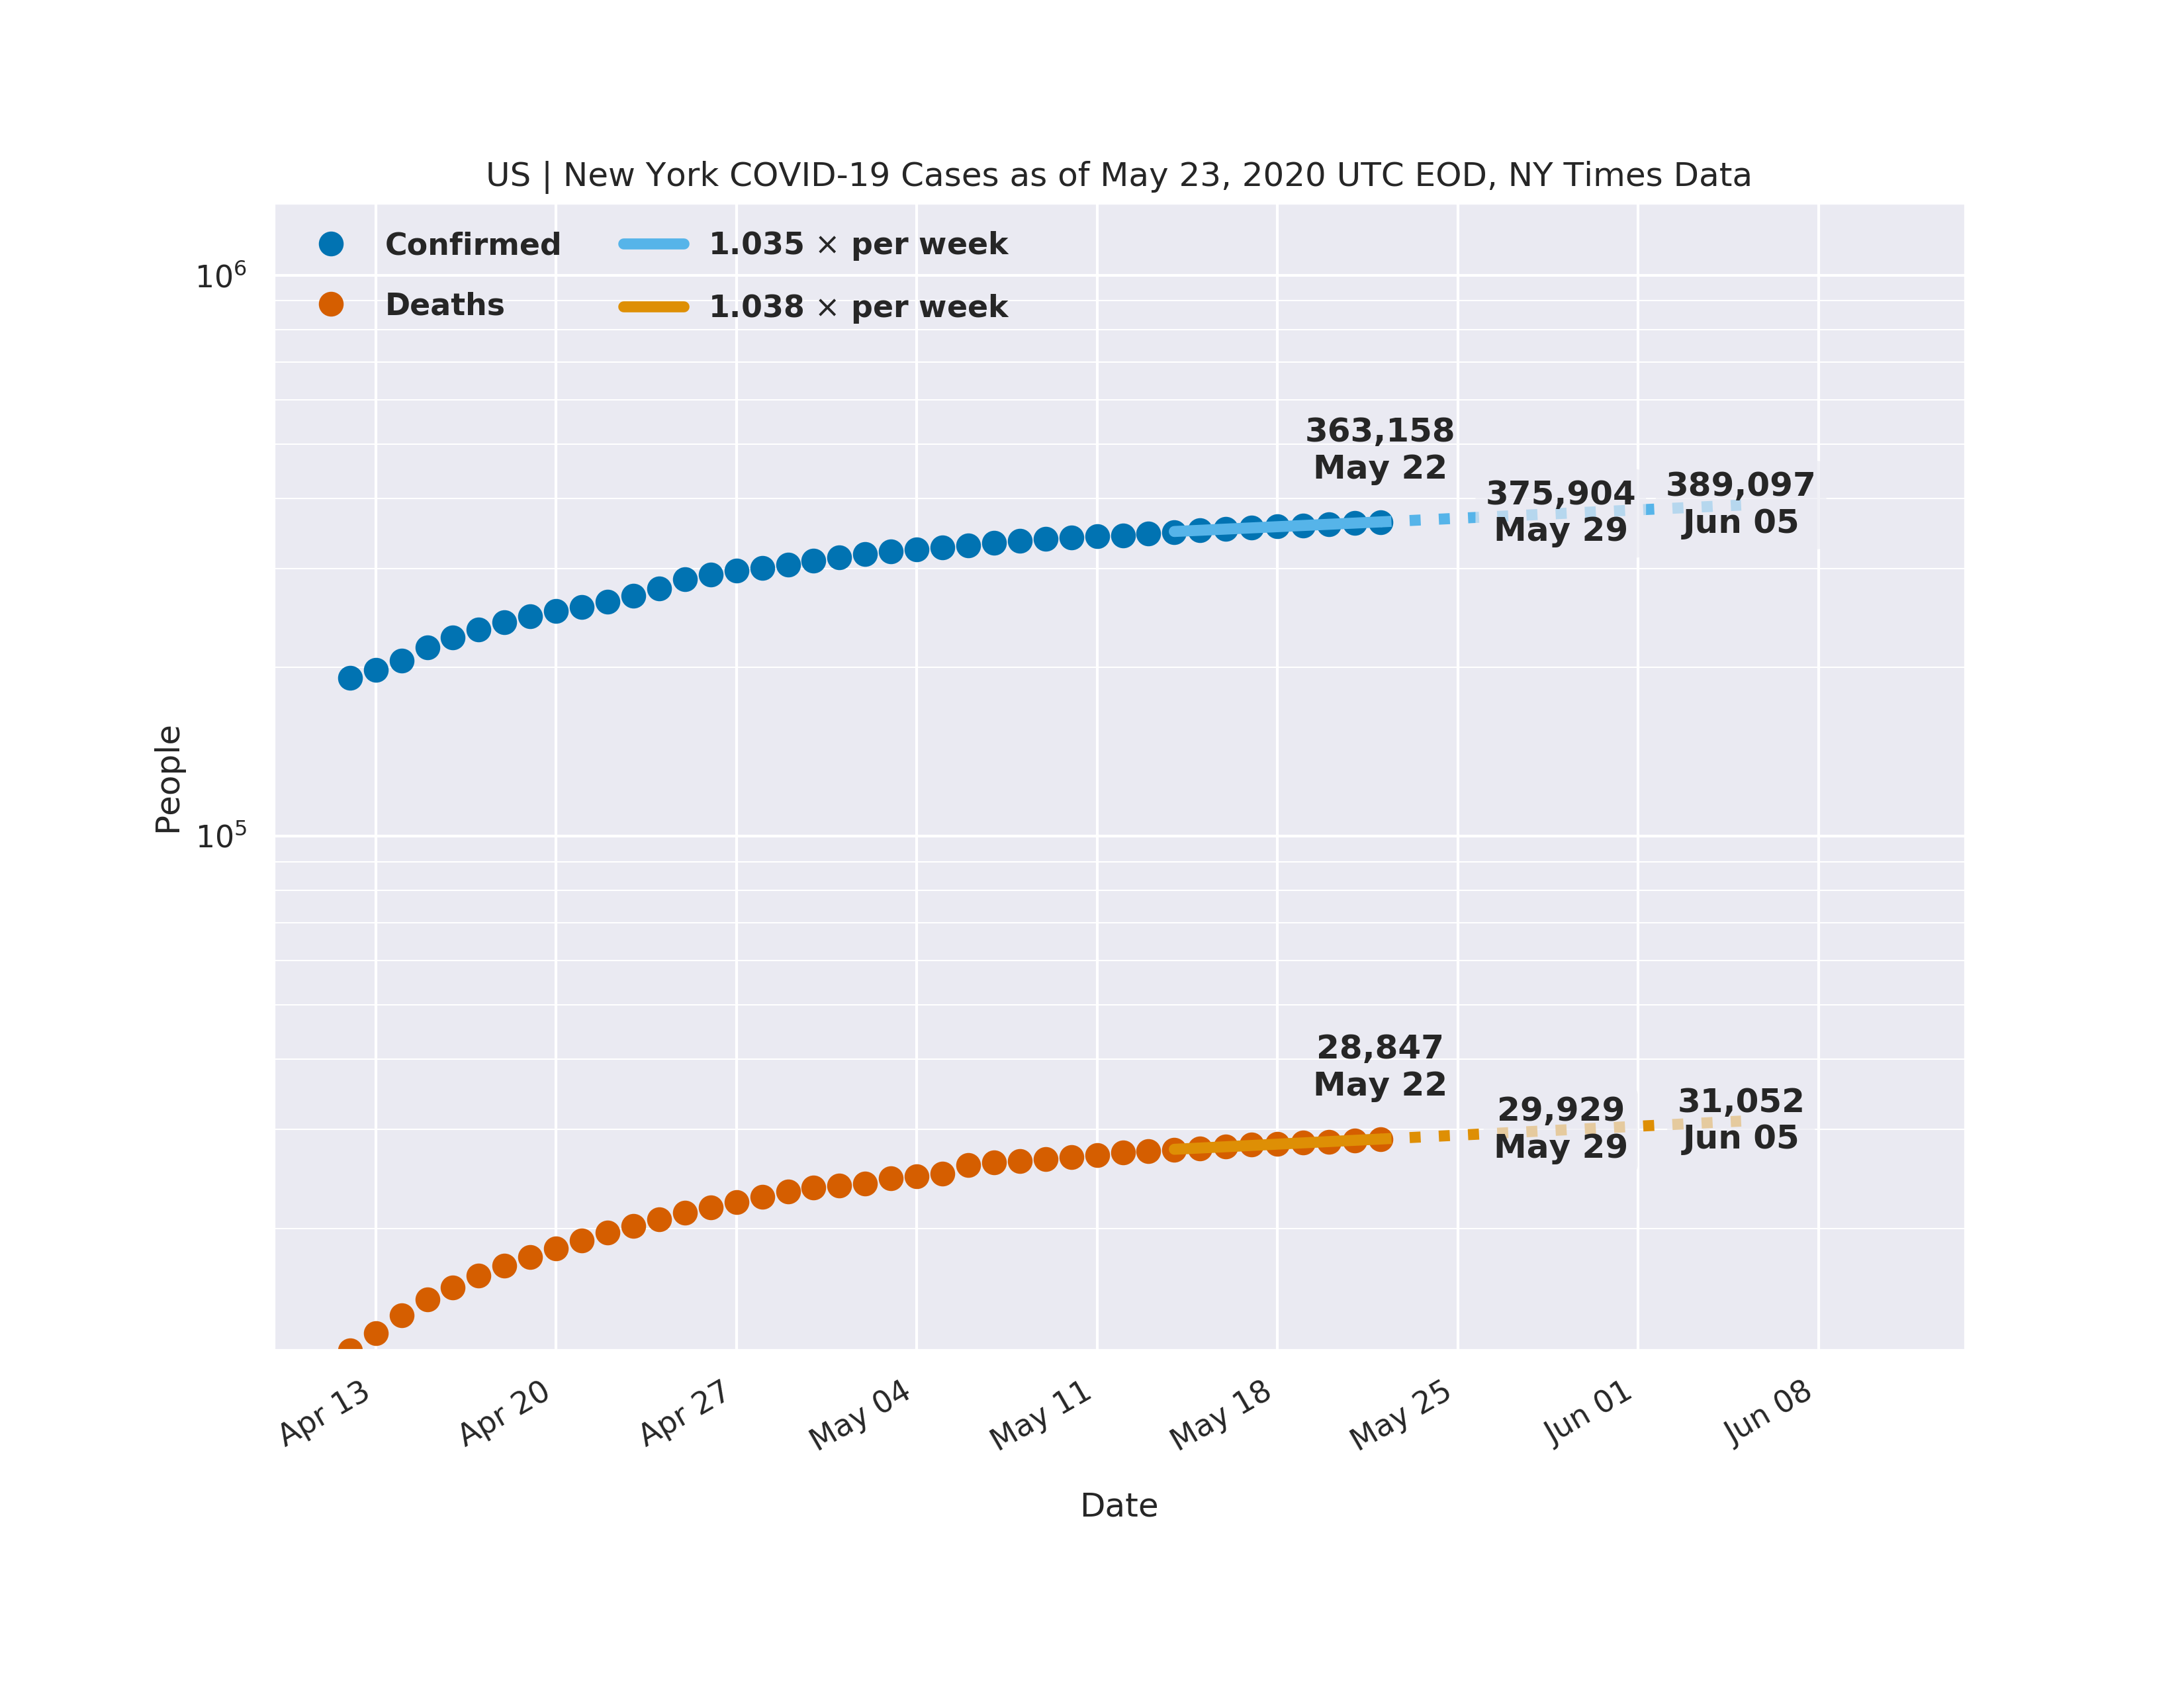 US | New York COVID-19 Cases as of May 23, 2020 UTC EOD, NY Times Data
Confirmed
Deaths
1.035 × per week
1.038 × per week
10⁶
10⁵
People
363,158
May 22
375,904
May 29
389,097
Jun 05
28,847
May 22
29,929
May 29
31,052
Jun 05
Apr 13
Apr 20
Apr 27
May 04
May 11
May 18
May 25
Jun 01
Jun 08
Date